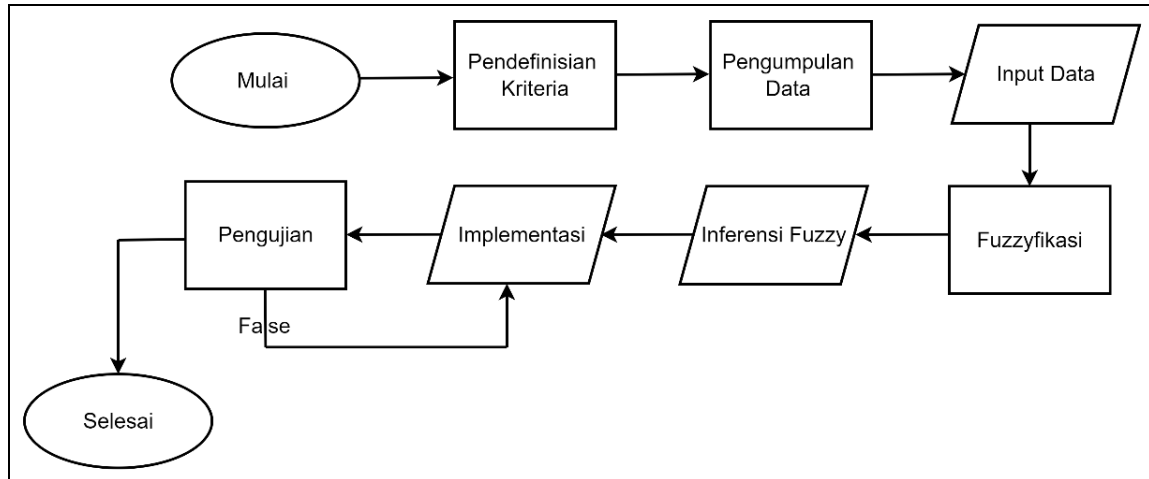 Mulai
Pendefinisian
Kriteria
Pengumpulan
Data
Input Data
Pengujian
Implementasi
Inferensi Fuzzy
Fuzzyfikasi
False
Selesai